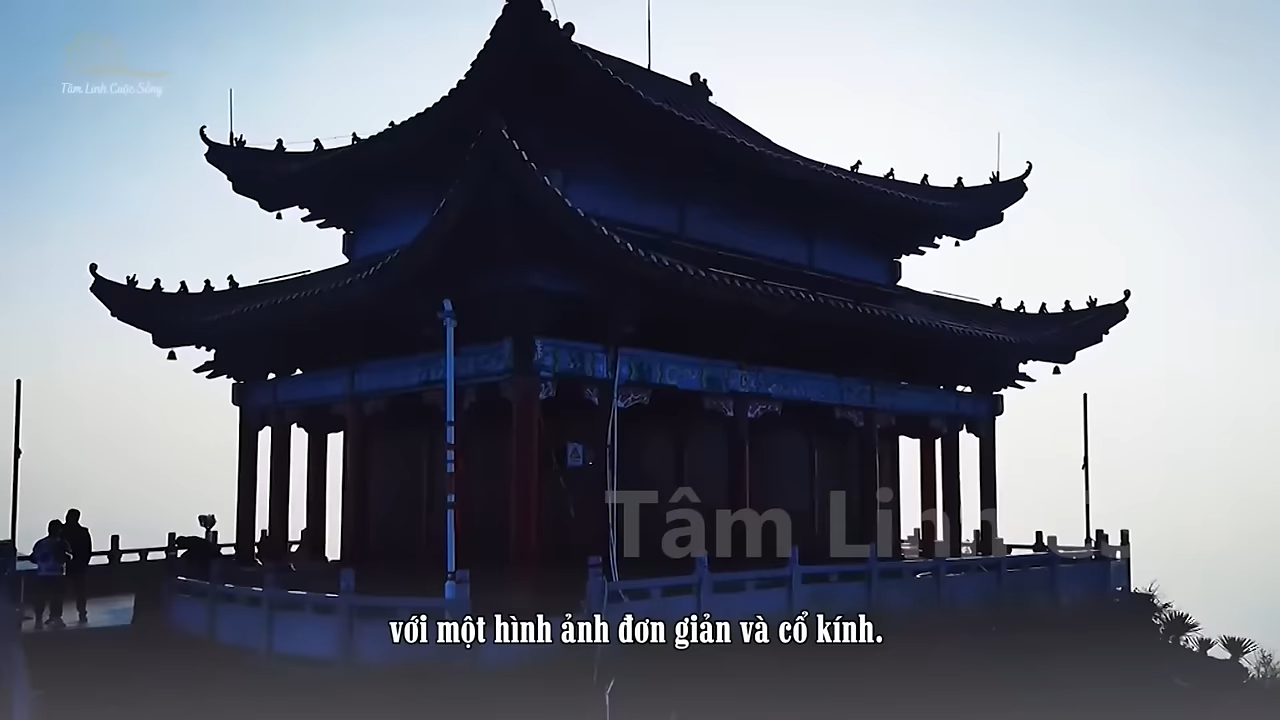 Tâm Linh Cuộc Sống
Tâm Linh
với một hình ảnh đơn giản và cổ kính.